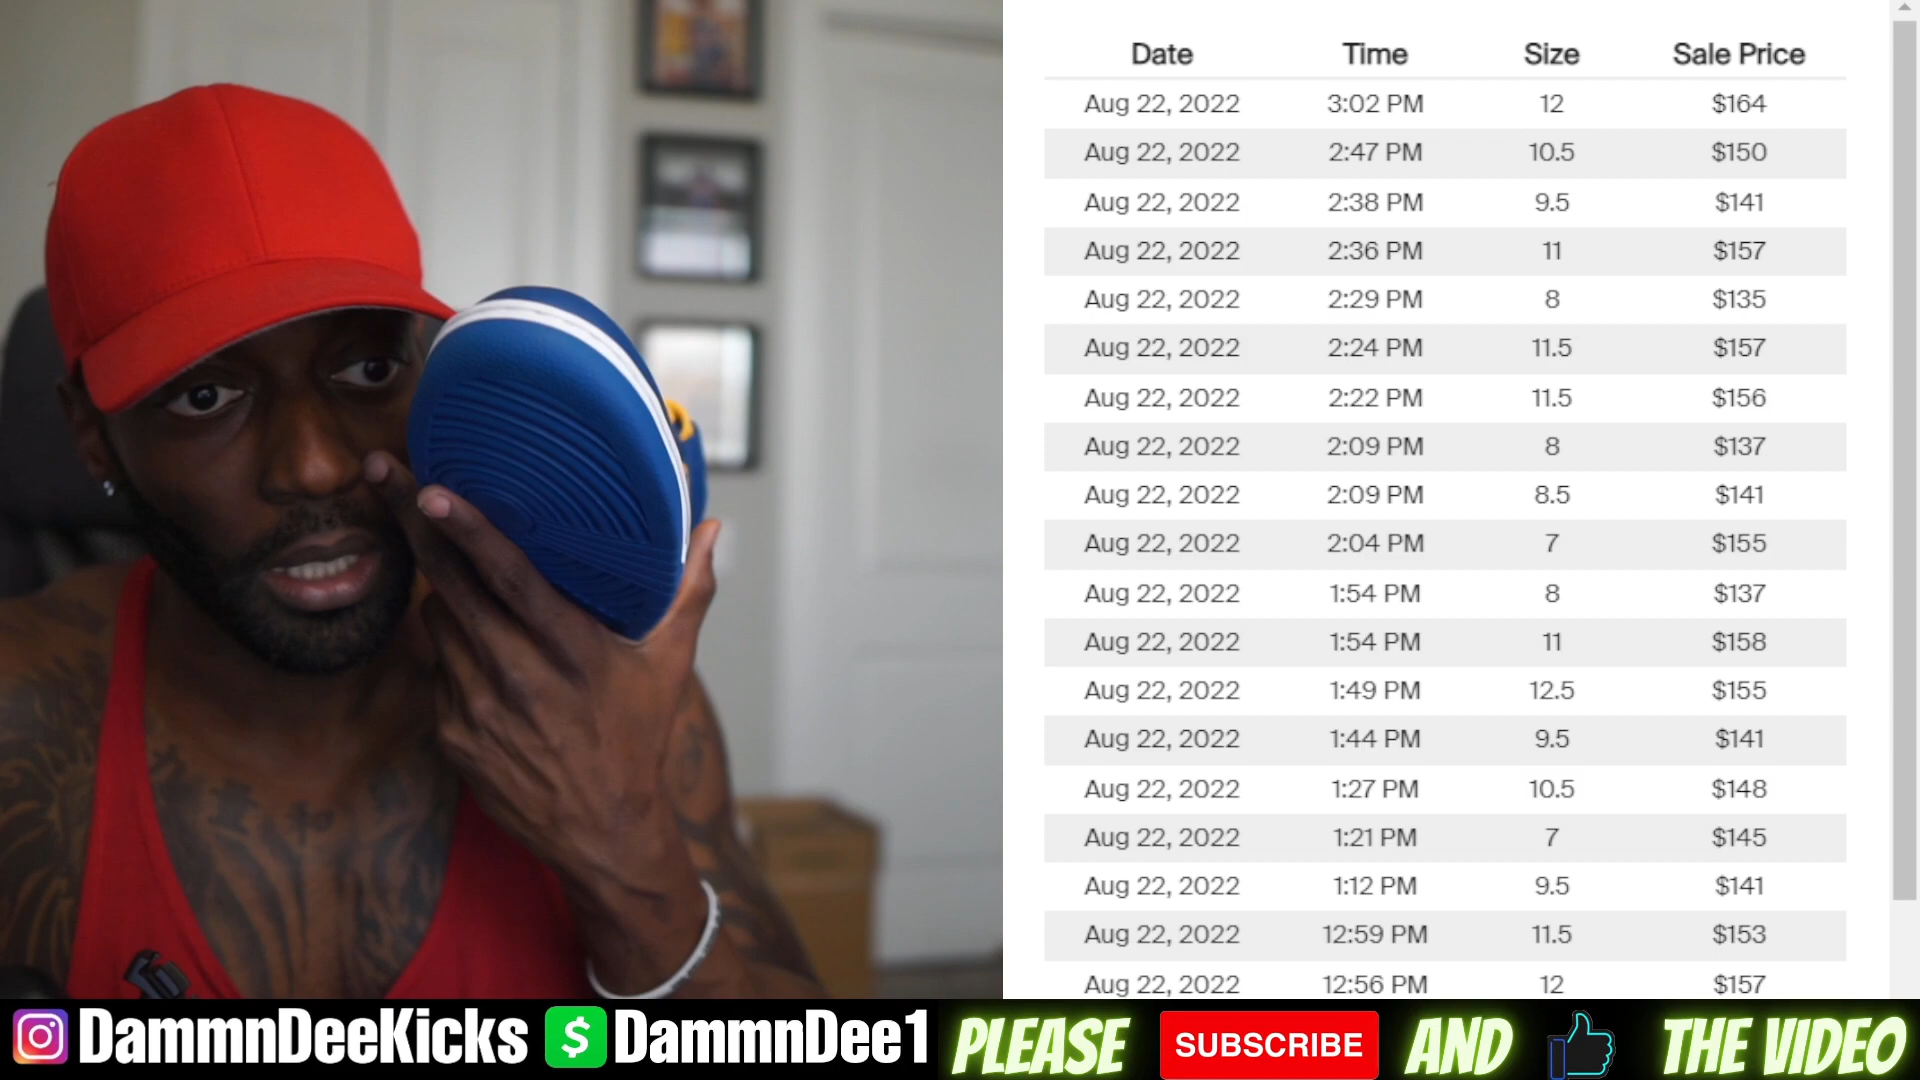 Date Time Size Sale Price
Aug 22, 2022 3:02 PM 12 $164
Aug 22, 2022 2:47 PM 10.5 $150
Aug 22, 2022 2:38 PM 9.5 $141
Aug 22, 2022 2:36 PM 11 $157
Aug 22, 2022 2:29 PM 8 $135
Aug 22, 2022 2:24 PM 11.5 $157
Aug 22, 2022 2:22 PM 11.5 $156
Aug 22, 2022 2:09 PM 8 $137
Aug 22, 2022 2:09 PM 8.5 $141
Aug 22, 2022 2:04 PM 7 $155
Aug 22, 2022 1:54 PM 8 $137
Aug 22, 2022 1:54 PM 11 $158
Aug 22, 2022 1:49 PM 12.5 $155
Aug 22, 2022 1:44 PM 9.5 $141
Aug 22, 2022 1:27 PM 10.5 $148
Aug 22, 2022 1:21 PM 7 $145
Aug 22, 2022 1:12 PM 9.5 $141
Aug 22, 2022 12:59 PM 11.5 $153
Aug 22, 2022 12:56 PM 12 $157
DammnDeeKicks $ DammnDee1 PLEASE SUBSCRIBE AND THE VIDEO